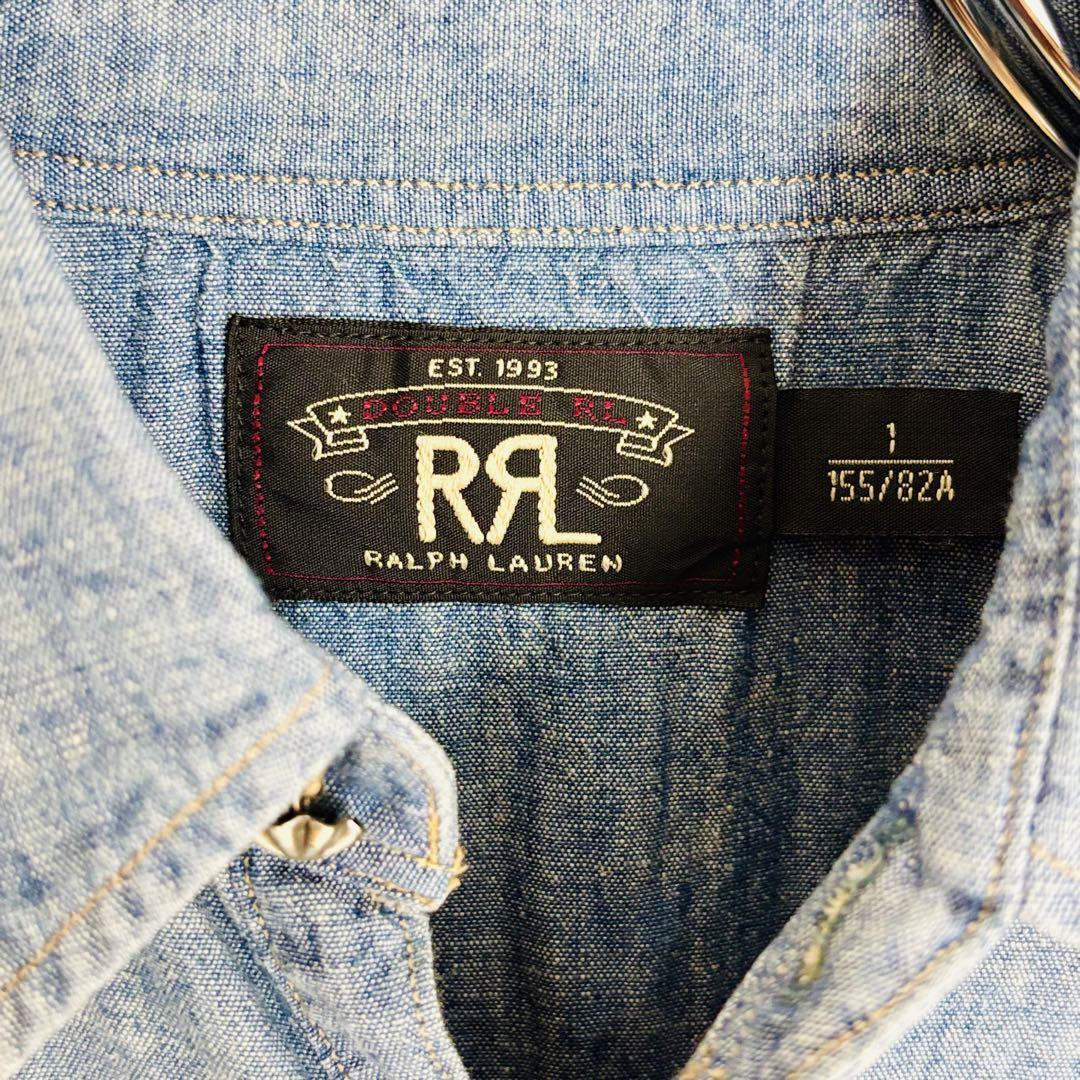 EST. 1993
DOUBLE RL
RRL
RALPH LAUREN
1
155/82A